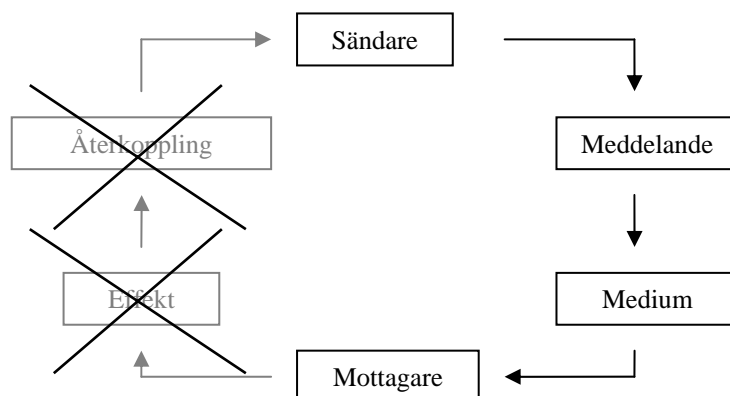 Sändare
Återkoppling
Meddelande
Effekt
Medium
Mottagare